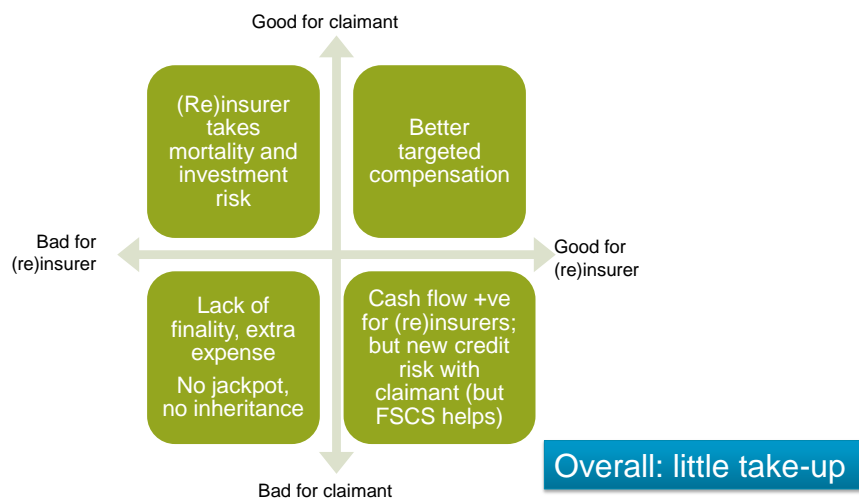 Good for claimant
(Re)insurer
takes
mortality and
investment
risk
Better
targeted
compensation
Bad for
(re)insurer
Good for
(re)insurer
Lack of
finality, extra
expense
No jackpot,
no inheritance
Cash flow +ve
for (re)insurers;
but new credit
risk with
claimant (but
FSCS helps)
Overall: little take-up
Bad for claimant